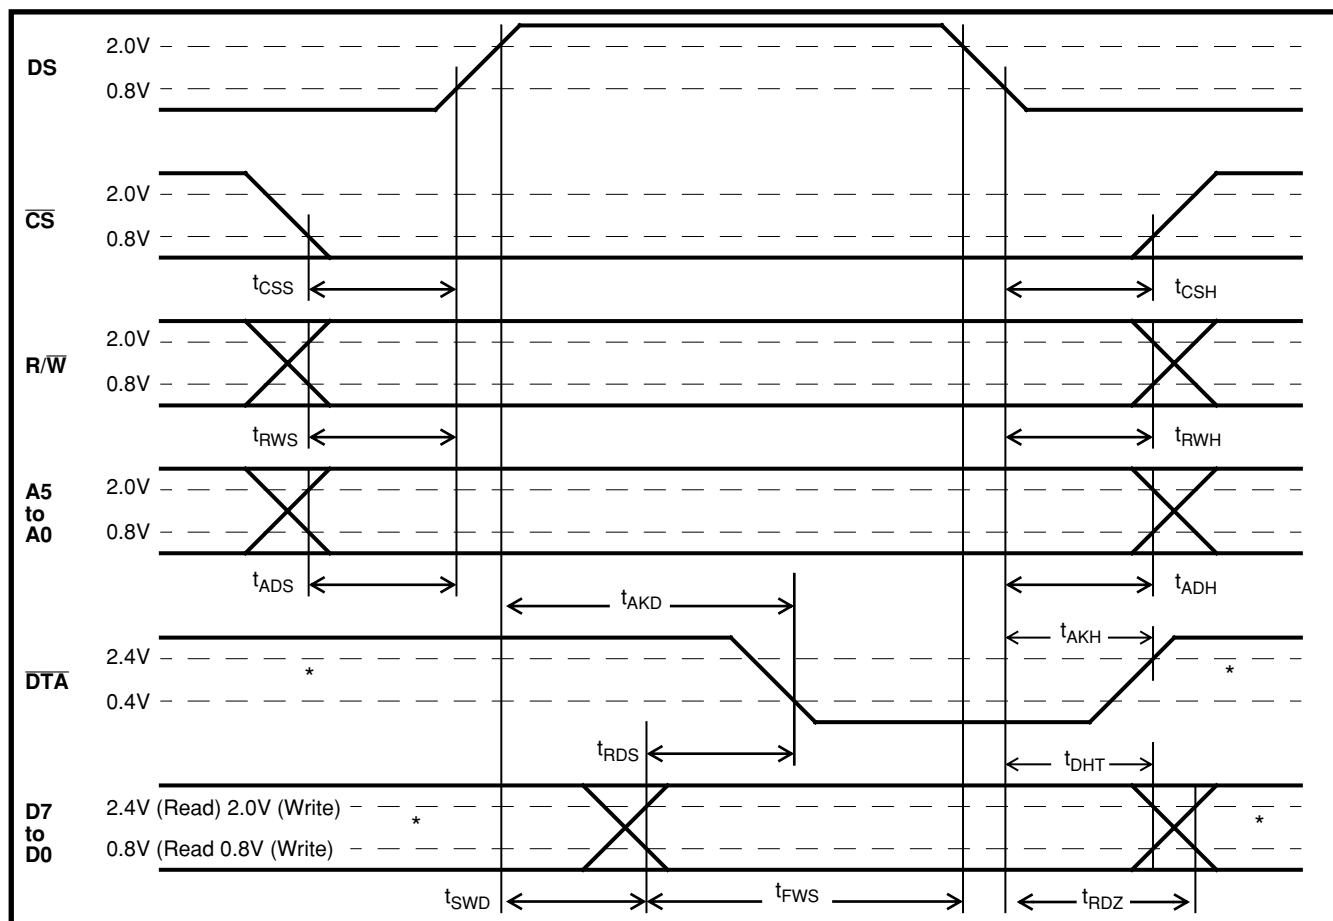 DS
2.0V
0.8V
CS
2.0V
0.8V
tCSS
tCSH
R/W
2.0V
0.8V
tRWS
tRWH
A5
to
A0
2.0V
0.8V
tADS
tADH
tAKD
tAKH
DTA
2.4V
*
*
0.4V
tRDS
tDHT
D7
to
D0
2.4V (Read) 2.0V (Write)
*
*
0.8V (Read 0.8V (Write)
tSWD
tFWS
tRDZ